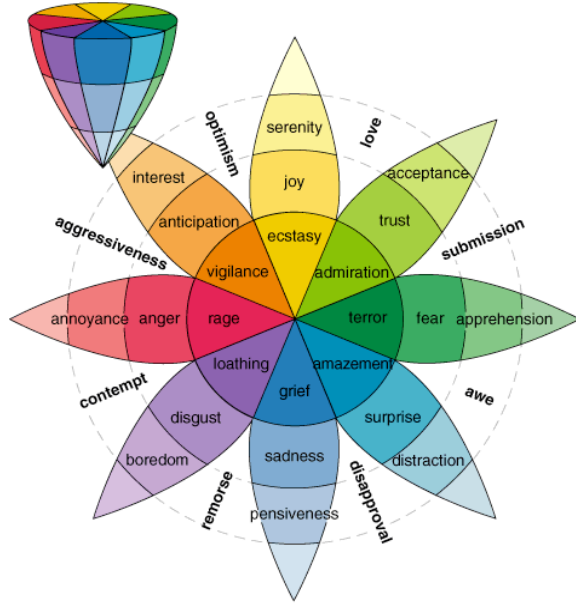 optimism
love
serenity
interest
acceptance
joy
anticipation
trust
aggressiveness
ecstasy
submission
vigilance
admiration
annoyance
anger
rage
terror
fear
apprehension
loathing
amazement
contempt
grief
awe
disgust
surprise
boredom
sadness
distraction
remorse
disapproval
pensiveness